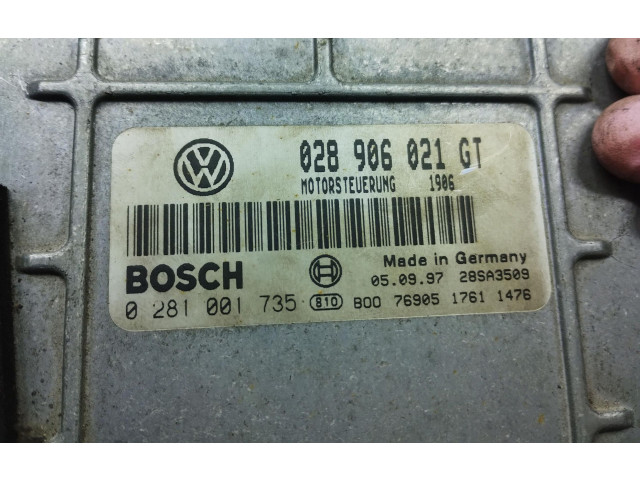 028 906 021 GT
MOTORSTEUERUNG 1906
Made in Germany
BOSCH
05.09.97 28SA3509
0 281 001 735 810 B00 76905 1761 1476